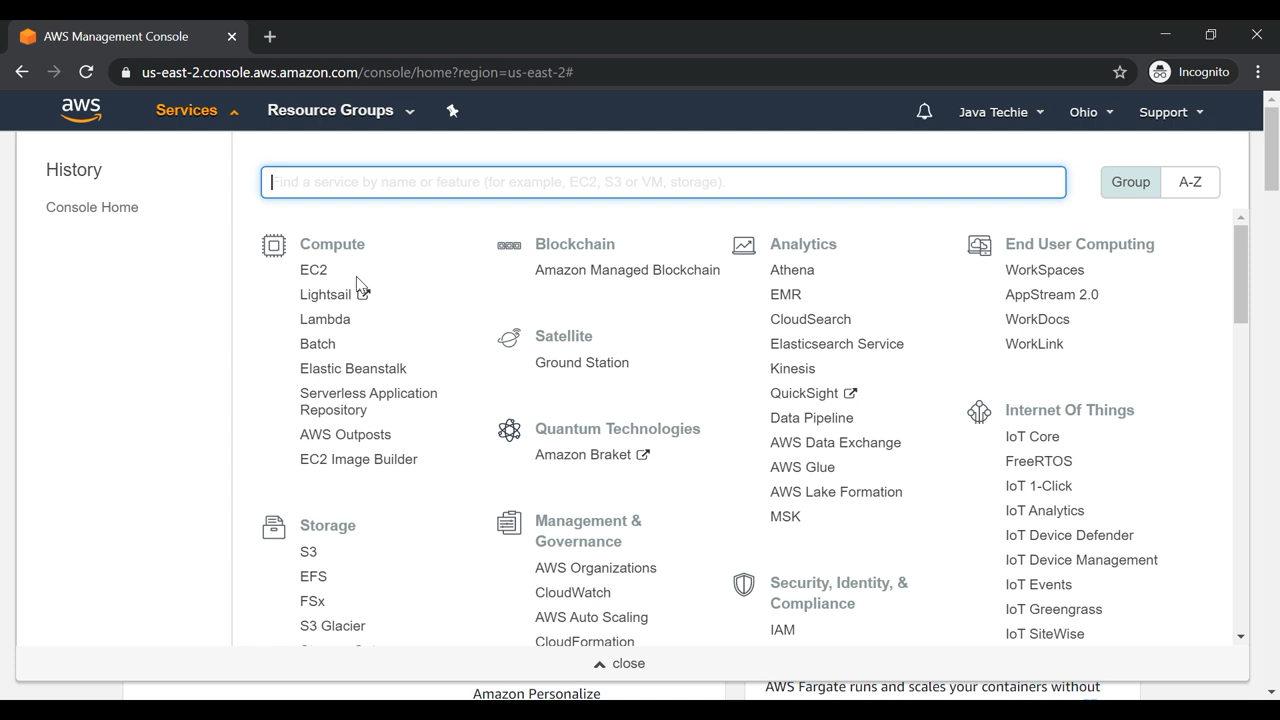 AWS Management Console
us-east-2.console.aws.amazon.com/console/home?region=us-east-2#
Incognito
aws
Services
Resource Groups
Java Techie
Ohio
Support
History
Console Home
Find a service by name or feature (for example, EC2, S3 or VM, storage).
Group
A-Z
Compute
EC2
Lightsail
Lambda
Batch
Elastic Beanstalk
Serverless Application
Repository
AWS Outposts
EC2 Image Builder
Storage
S3
EFS
FSx
S3 Glacier
Blockchain
Amazon Managed Blockchain
Satellite
Ground Station
Quantum Technologies
Amazon Braket
Management &
Governance
AWS Organizations
CloudWatch
AWS Auto Scaling
CloudFormation
Analytics
Athena
EMR
CloudSearch
Elasticsearch Service
Kinesis
QuickSight
Data Pipeline
AWS Data Exchange
AWS Glue
AWS Lake Formation
MSK
Security, Identity, &
Compliance
IAM
End User Computing
WorkSpaces
AppStream 2.0
WorkDocs
WorkLink
Internet Of Things
IoT Core
FreeRTOS
IoT 1-Click
IoT Analytics
IoT Device Defender
IoT Device Management
IoT Events
IoT Greengrass
IoT SiteWise
close
Amazon Personalize
AWS Fargate runs and scales your containers without